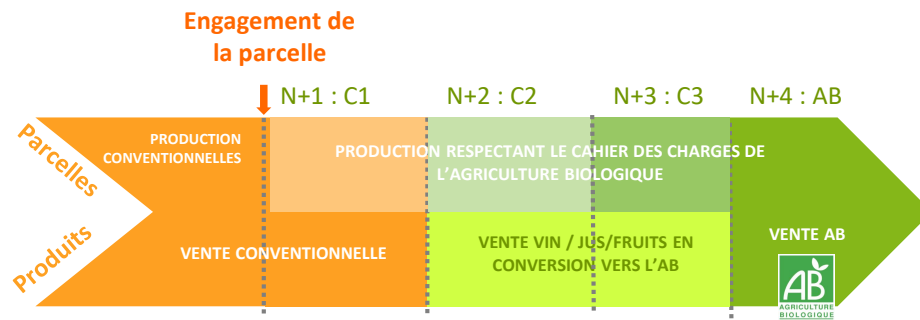 Engagement de
la parcelle
N+1 : C1
N+2 : C2
N+3 : C3
N+4 : AB
Parcelles
PRODUCTION
CONVENTIONNELLES
PRODUCTION RESPECTANT LE CAHIER DES CHARGES DE
L’AGRICULTURE BIOLOGIQUE
Produits
VENTE CONVENTIONNELLE
VENTE VIN / JUS/FRUITS EN
CONVERSION VERS L’AB
VENTE AB
AB
AGRICULTURE
BIOLOGIQUE